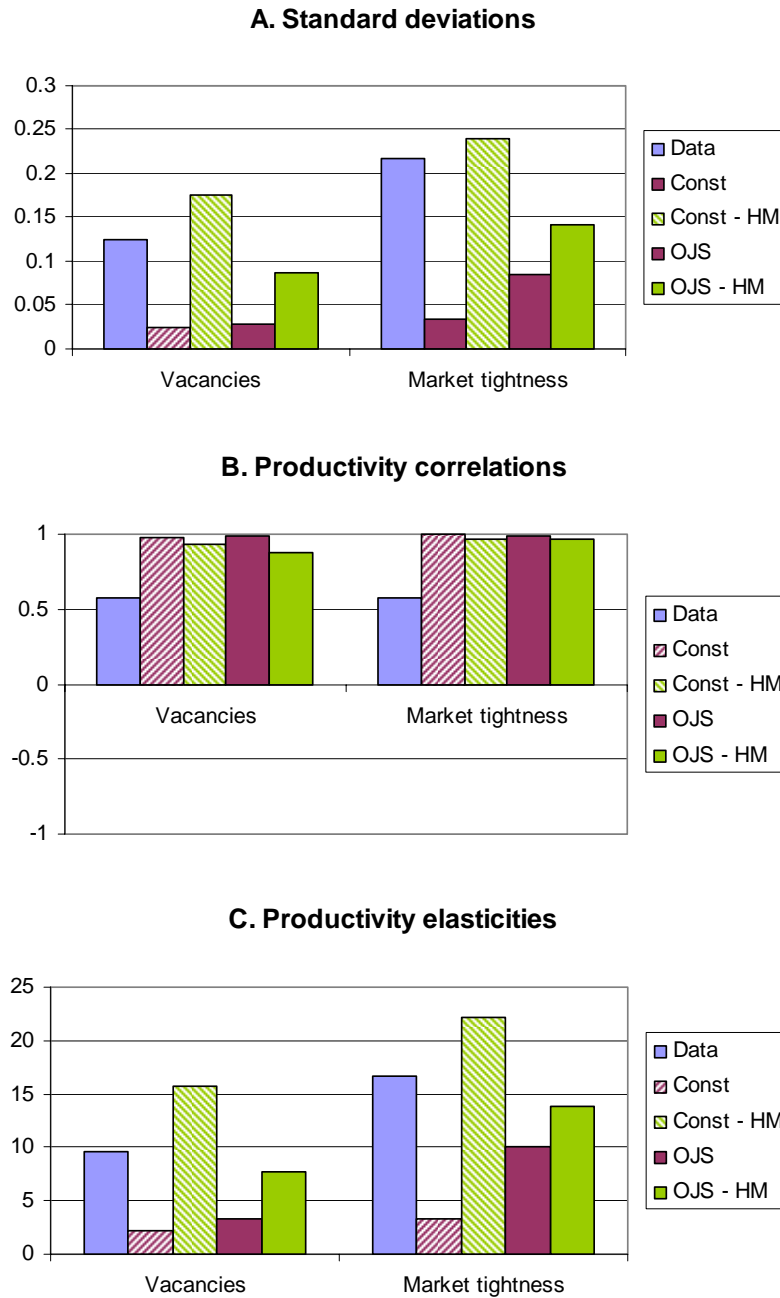 A. Standard deviations
0.3
0.25
0.2
0.15
0.1
0.05
0
Vacancies Market tightness
Data
Const
Const - HM
OJS
OJS - HM
B. Productivity correlations
1
0.5
0
-0.5
-1
Vacancies Market tightness
Data
Const
Const - HM
OJS
OJS - HM
C. Productivity elasticities
25
20
15
10
5
0
Vacancies Market tightness
Data
Const
Const - HM
OJS
OJS - HM